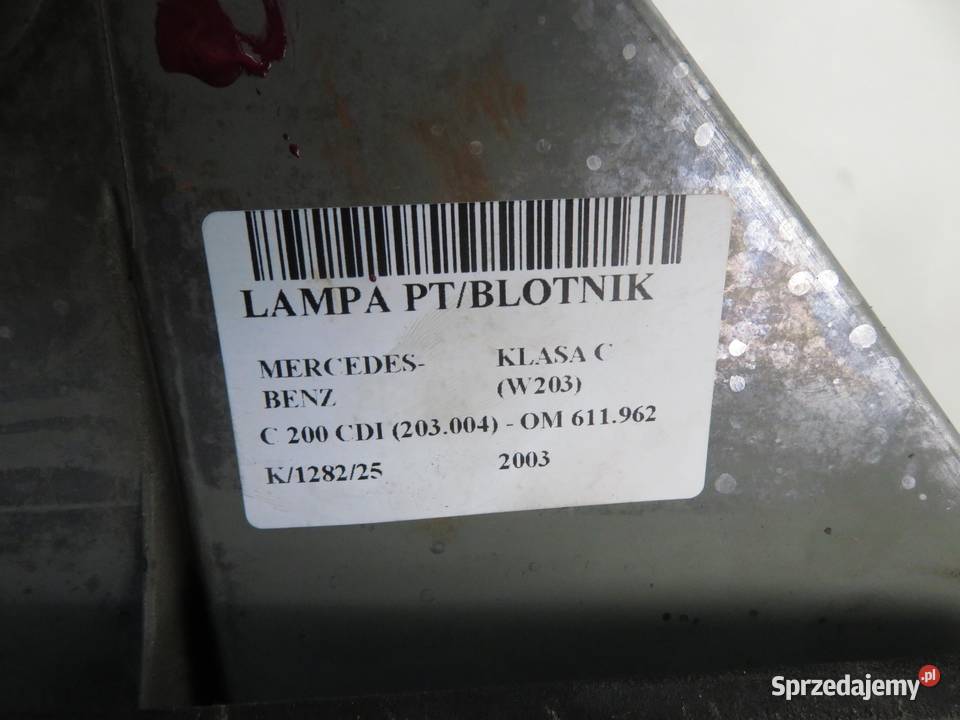 LAMPA PT/BLOTNIK
MERCEDES-
BENZ
KLASA C
(W203)
C 200 CDI (203.004) - OM 611.962
K/1282/25
2003
Sprzedajemy.pl